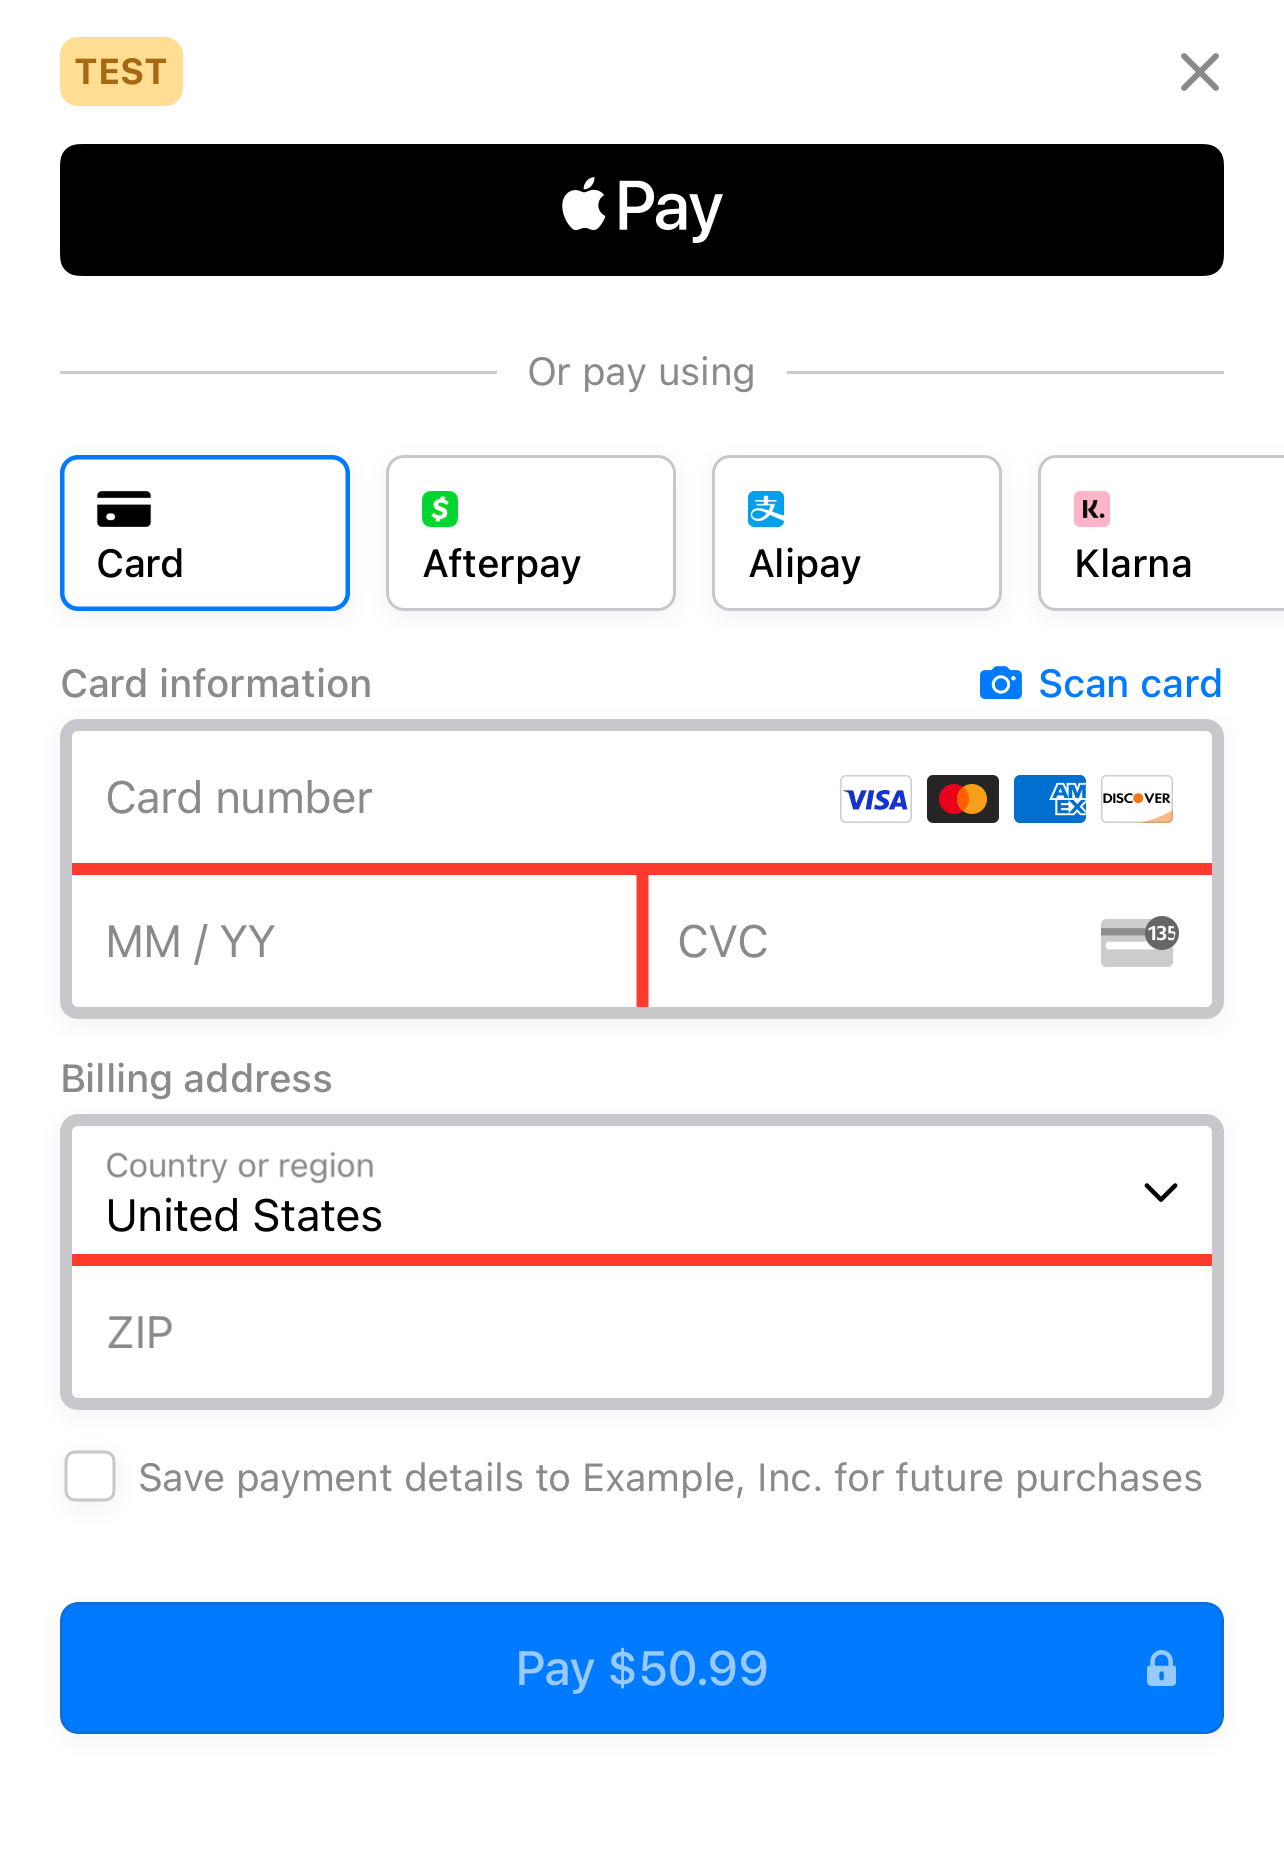 TEST
Pay
Or pay using
Card
Afterpay
Alipay
Klarna
Card information
Scan card
Card number
VISA
AM
EX
DISCOVER
MM / YY
CVC
135
Billing address
Country or region
United States
ZIP
Save payment details to Example, Inc. for future purchases
Pay $50.99